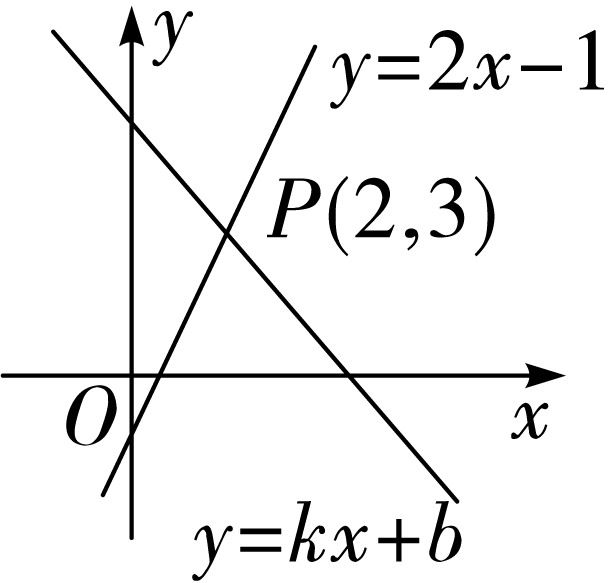 y
y=2x−1
P(2,3)
O
x
y=kx+b